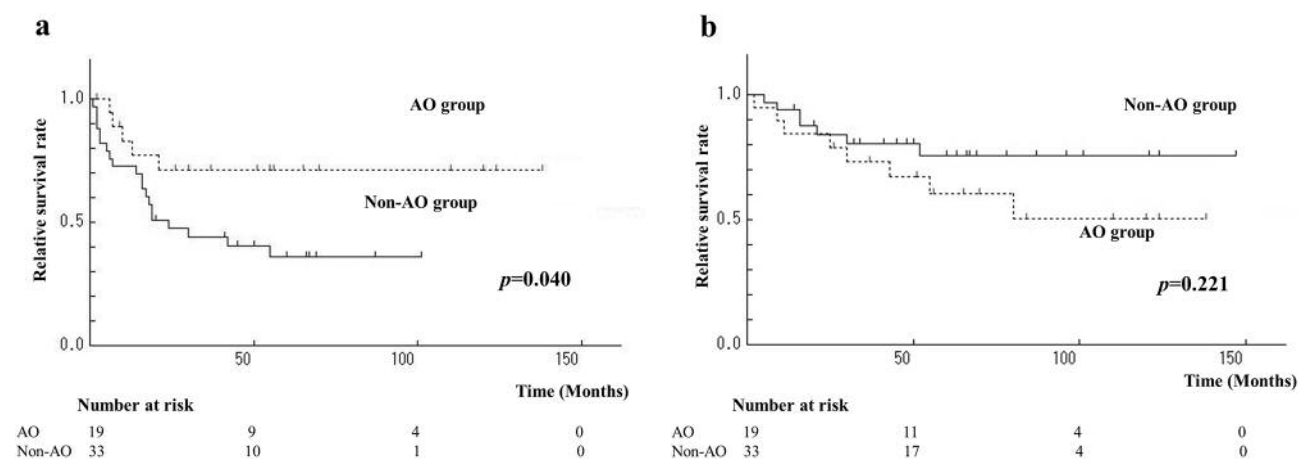 a
1.0
AO group
Non-AO group
0.5
p=0.040
0.0
50
100
150
Relative survival rate
Time (Months)
Number at risk
AO 19 9 4 0
Non-AO 33 10 1 0
b
1.0
Non-AO group
0.5
AO group
p=0.221
0.0
50
100
150
Relative survival rate
Time (Months)
Number at risk
AO 19 11 4 0
Non-AO 33 17 4 0